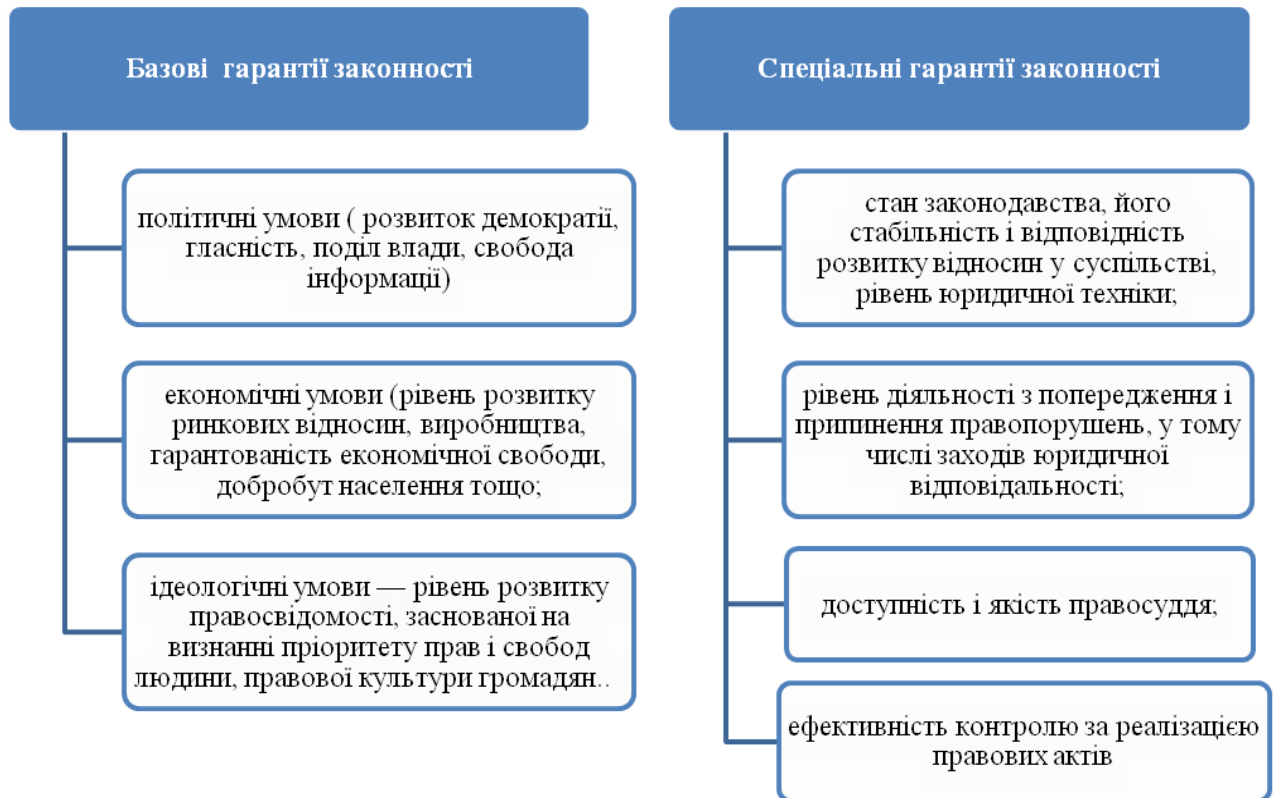 Базові гарантії законності
політичні умови ( розвиток демократії,
гласність, поділ влади, свобода
інформації)
економічні умови (рівень розвитку
ринкових відносин, виробництва,
гарантованість економічної свободи,
добробут населення тощо;
ідеологічні умови — рівень розвитку
правосвідомості, заснованої на
визнанні пріоритету прав і свобод
людини, правової культури громадян..
Спеціальні гарантії законності
стан законодавства, його
стабільність і відповідність
розвитку відносин у суспільстві,
рівень юридичної техніки;
рівень діяльності з попередження і
припинення правопорушень, у тому
числі заходів юридичної
відповідальності;
доступність і якість правосуддя;
ефективність контролю за реалізацією
правових актів